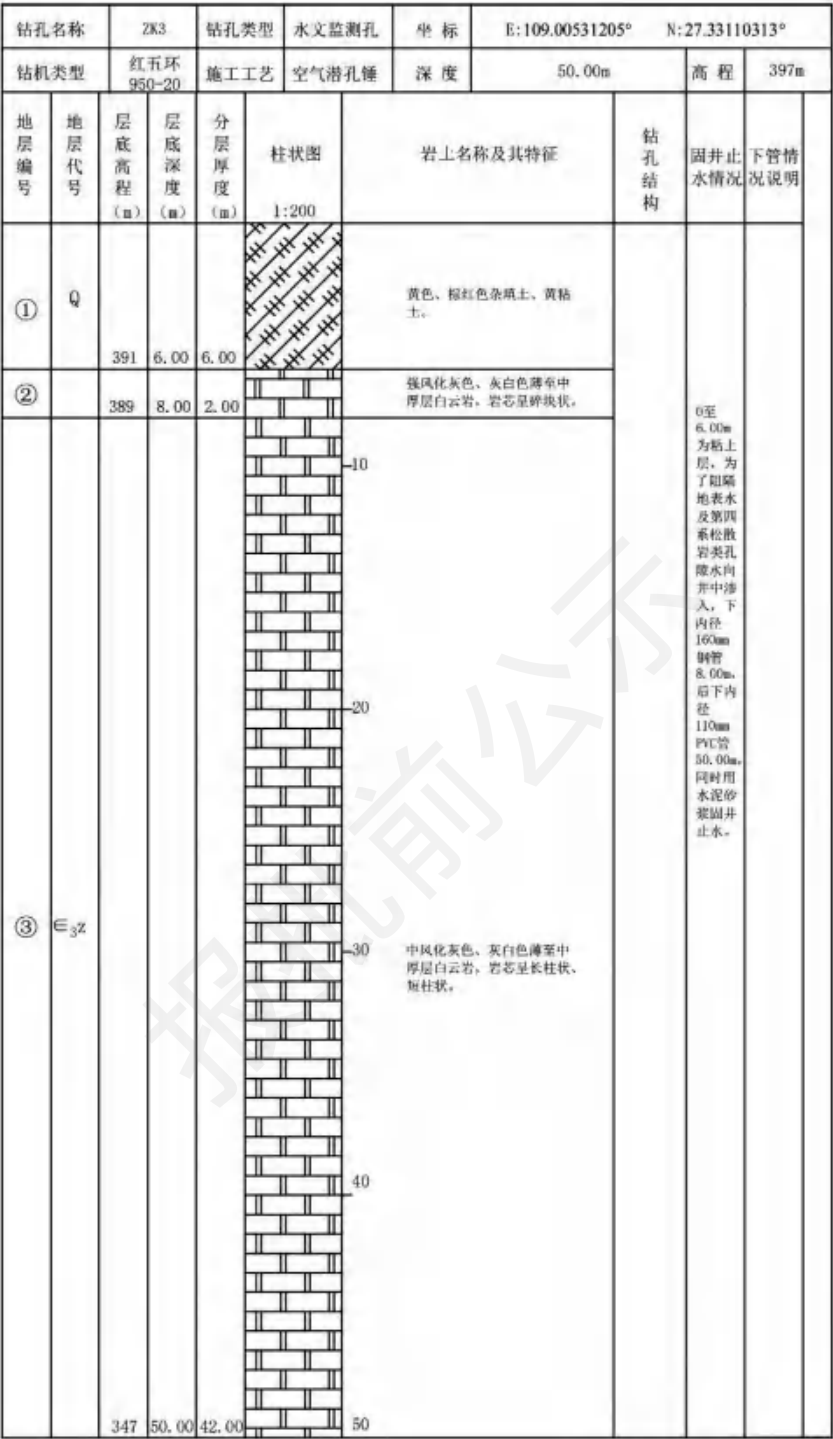 钻孔名称 ZK3 钻孔类型 水文监测孔 坐 标 E:109.00531205° N:27.33110313°
钻机类型 红五环 950-20 施工工艺 空气潜孔锤 深 度 50.00m 高 程 397m
地层编号 地层代号 层底高程(m) 层底深度(m) 分层厚度(m) 柱状图 1:200 岩土名称及其特征 钻孔结构 固井止水情况 下管情况说明
① Q 391 6.00 6.00
黄色、棕红色杂填土、黄粘
土。
② 389 8.00 2.00
强风化灰色、灰白色薄至中
厚层白云岩。岩芯呈碎块状。
10
20
30
40
50
③ ∈₃z 347 50.00 42.00
中风化灰色、灰白色薄至中
厚层白云岩。岩芯呈长柱状、
短柱状。
0至
6.00m
为粘土
层，为
了阻隔
地表水
及第四
系松散
岩类孔
隙水向
井中渗
入，下
内径
160mm
钢管
8.00m。
后下内
径
110mm
PVC管
50.00m。
同时用
水泥砂
浆固井
止水。
报批前公示